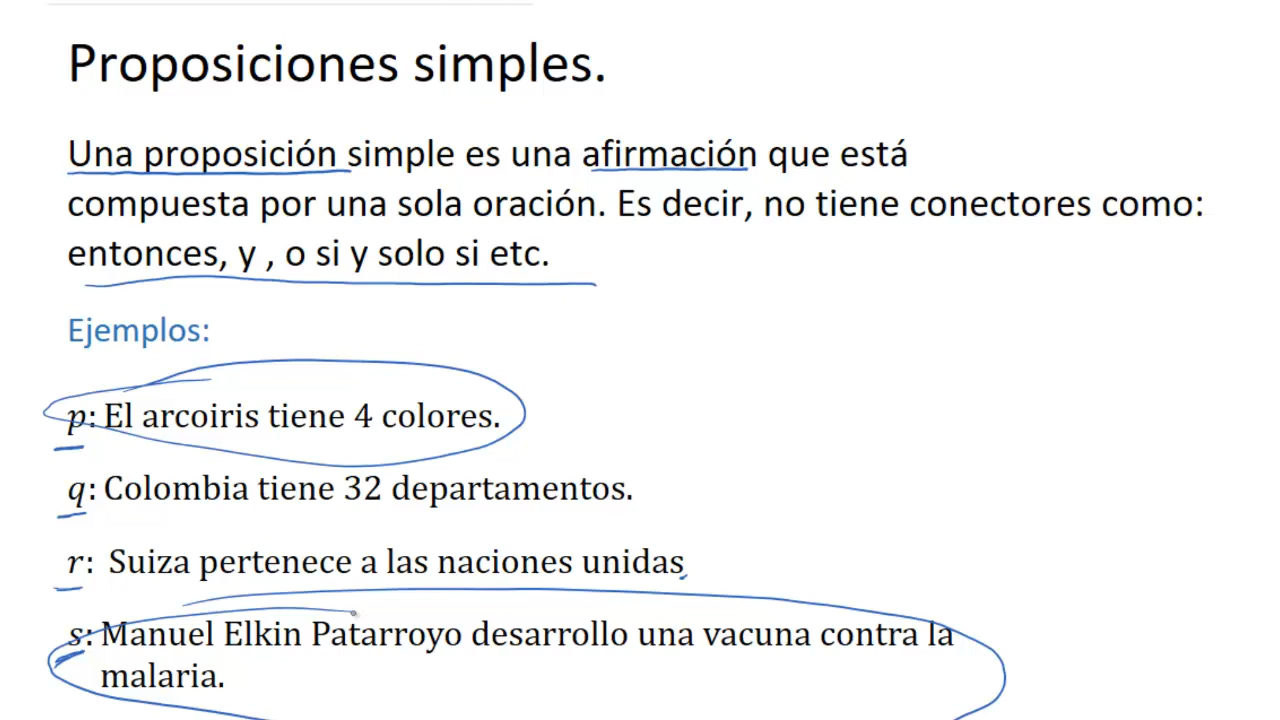 Proposiciones simples.
Una proposición simple es una afirmación que está
compuesta por una sola oración. Es decir, no tiene conectores como:
entonces, y , o si y solo si etc.
Ejemplos:
p: El arcoiris tiene 4 colores.
q: Colombia tiene 32 departamentos.
r: Suiza pertenece a las naciones unidas.
s: Manuel Elkin Patarroyo desarrollo una vacuna contra la
malaria.